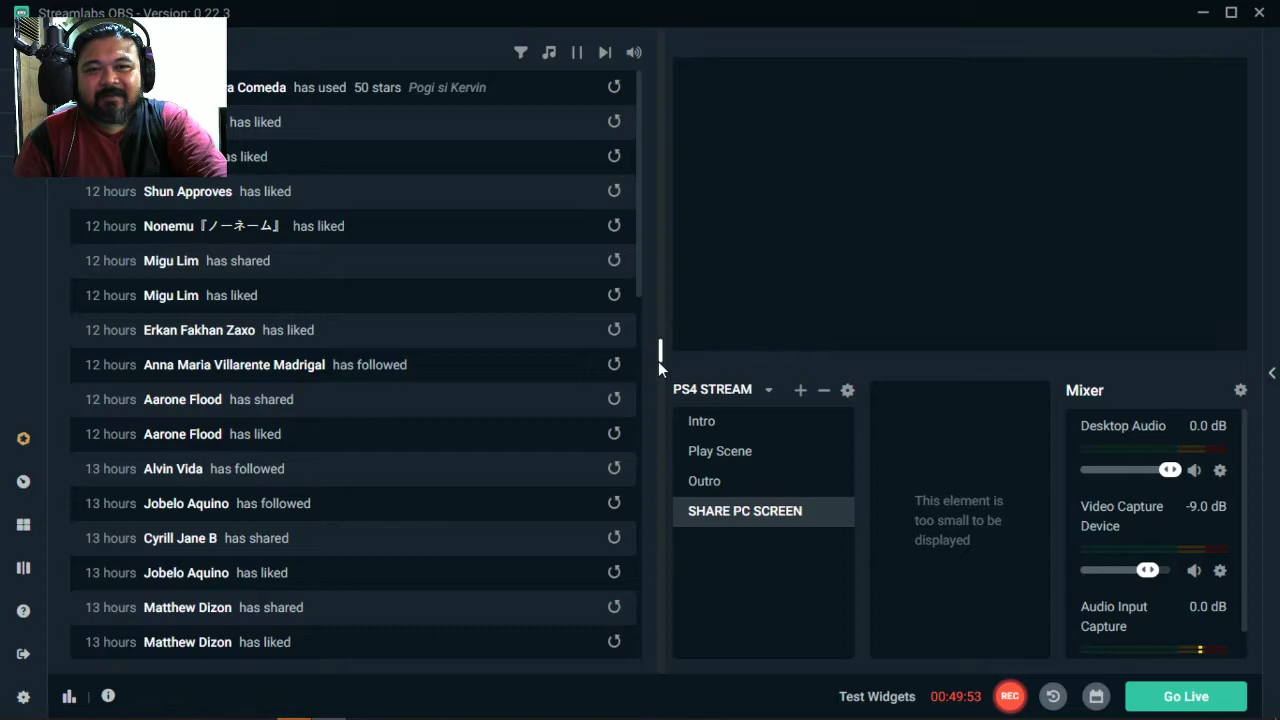 Streamlabs OBS - Version: 0.22.3
ra Comeda has used 50 stars Pogi si Kervin
has liked
as liked
12 hours Shun Approves has liked
12 hours Nonemu『ノーネーム』 has liked
12 hours Migu Lim has shared
12 hours Migu Lim has liked
12 hours Erkan Fakhan Zaxo has liked
12 hours Anna Maria Villarente Madrigal has followed
12 hours Aarone Flood has shared
12 hours Aarone Flood has liked
13 hours Alvin Vida has followed
13 hours Jobelo Aquino has followed
13 hours Cyrill Jane B has shared
13 hours Jobelo Aquino has liked
13 hours Matthew Dizon has shared
13 hours Matthew Dizon has liked
PS4 STREAM
Intro
Play Scene
Outro
SHARE PC SCREEN
This element is
too small to be
displayed
Mixer
Desktop Audio 0.0 dB
Video Capture -9.0 dB
Device
Audio Input 0.0 dB
Capture
Test Widgets 00:49:53 REC Go Live